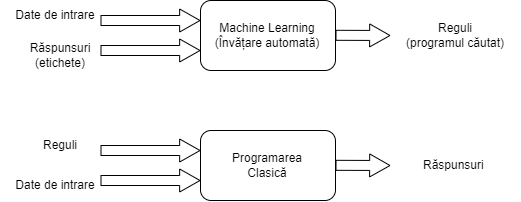 Date de intrare
Răspunsuri
(etichete)
Machine Learning
(Învățare automată)
Reguli
(programul căutat)
Reguli
Date de intrare
Programarea
Clasică
Răspunsuri